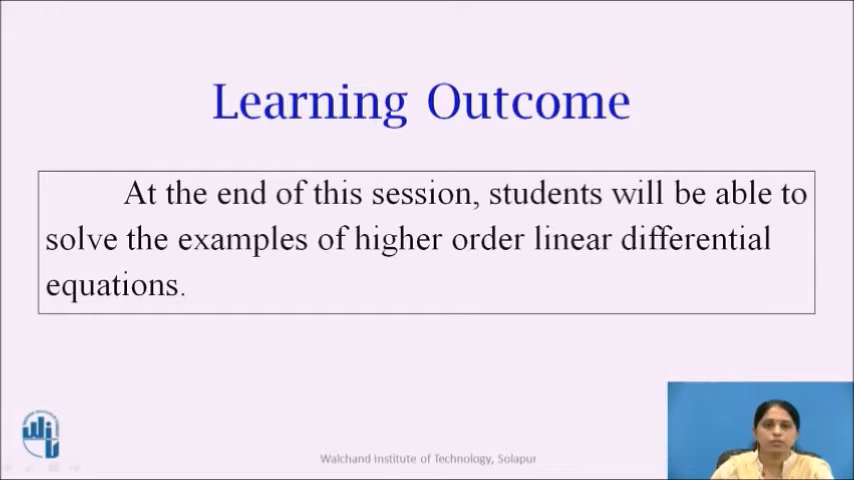 Learning Outcome
At the end of this session, students will be able to
solve the examples of higher order linear differential
equations.
Walchand Institute of Technology, Solapur